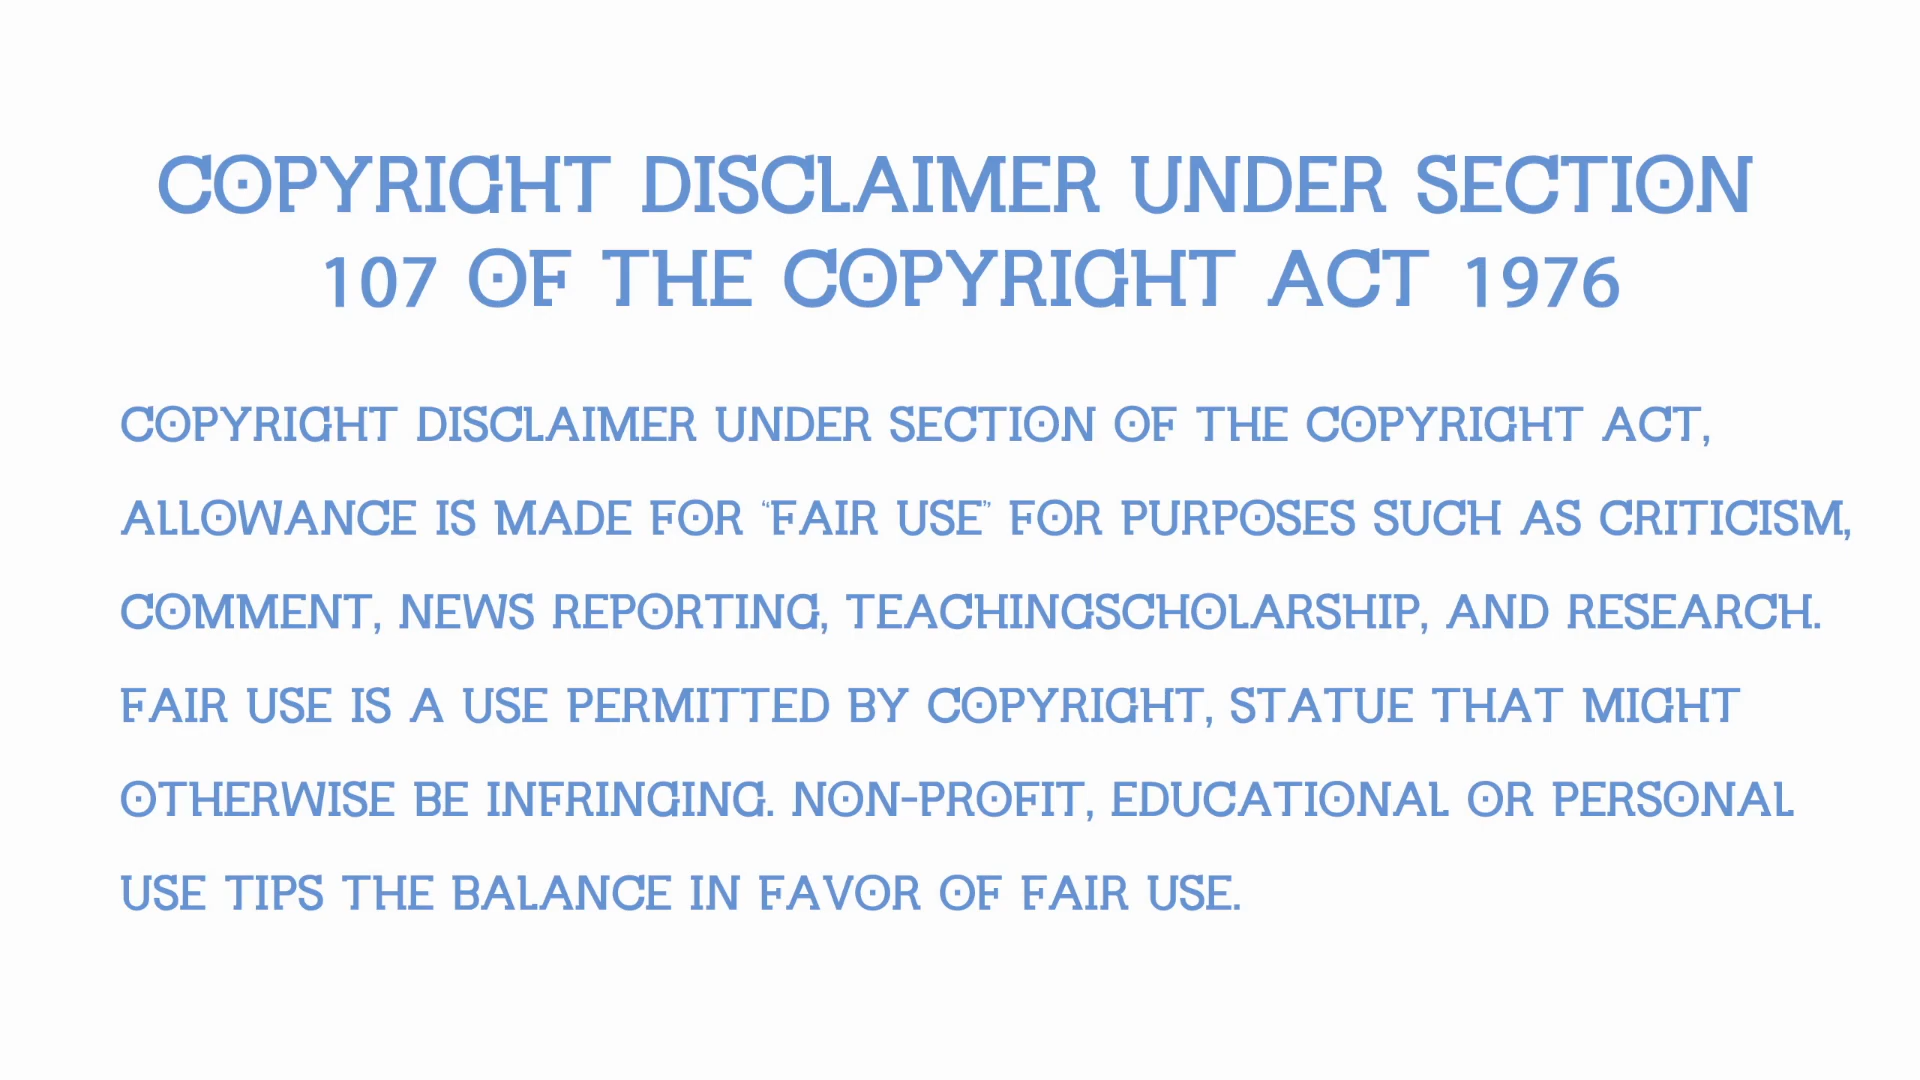 COPYRIGHT DISCLAIMER UNDER SECTION
107 OF THE COPYRIGHT ACT 1976
COPYRIGHT DISCLAIMER UNDER SECTION OF THE COPYRIGHT ACT,
ALLOWANCE IS MADE FOR “FAIR USE” FOR PURPOSES SUCH AS CRITICISM,
COMMENT, NEWS REPORTING, TEACHINGSCHOLARSHIP, AND RESEARCH.
FAIR USE IS A USE PERMITTED BY COPYRIGHT, STATUE THAT MIGHT
OTHERWISE BE INFRINGING. NON-PROFIT, EDUCATIONAL OR PERSONAL
USE TIPS THE BALANCE IN FAVOR OF FAIR USE.